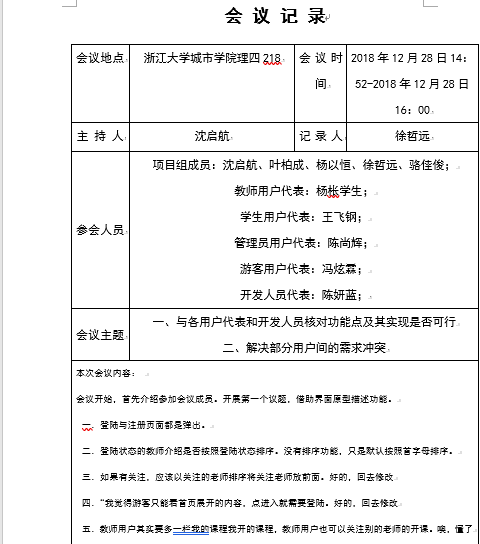 会 议 记 录
会议地点
浙江大学城市学院理四 218
会 议 时
间
2018 年 12 月 28 日 14：
52-2018 年 12 月 28 日
16：00
主 持 人
沈启航
记 录 人
徐哲远
参会人员
项目组成员：沈启航、叶柏成、杨以恒、徐哲远、骆佳俊；
教师用户代表：杨枨学生；
学生用户代表：王飞钢；
管理员用户代表：陈尚辉；
游客用户代表：冯炫霖；
开发人员代表：陈妍蓝；
会议主题
一、与各用户代表和开发人员核对功能点及其实现是否可行
二、解决部分用户间的需求冲突
本次会议内容：
会议开始，首先介绍参加会议成员。开展第一个议题，借助界面原型描述功能。
一．登陆与注册页面都是弹出。
二．登陆状态的教师介绍是否按照登陆状态排序。没有排序功能，只是默认按照首字母排序。
三．如果有关注，应该以关注的老师排序将关注老师放前面。好的，回去修改
四．“我觉得游客只能看首页展开的内容，点进入就需要登陆。好的，回去修改
五．教师用户其实要多一栏我的课程我开的课程，教师用户也可以关注别的老师的开课。噢，懂了